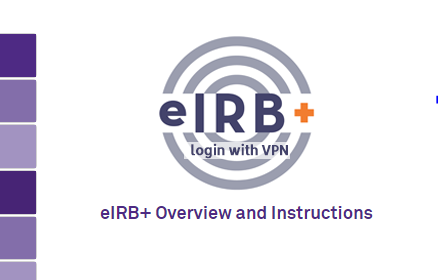 eIRB+
login with VPN
eIRB+ Overview and Instructions